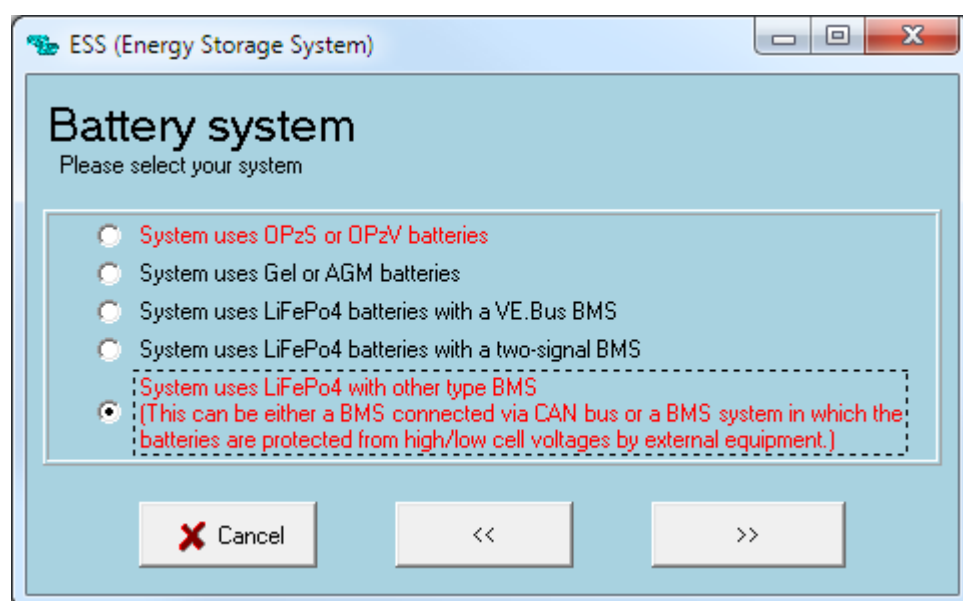 ESS (Energy Storage System)
Battery system
Please select your system
System uses OPzS or OPzV batteries
System uses Gel or AGM batteries
System uses LiFePo4 batteries with a VE.Bus BMS
System uses LiFePo4 batteries with a two-signal BMS
System uses LiFePo4 with other type BMS
(This can be either a BMS connected via CAN bus or a BMS system in which the
batteries are protected from high/low cell voltages by external equipment.)
Cancel
<<
>>